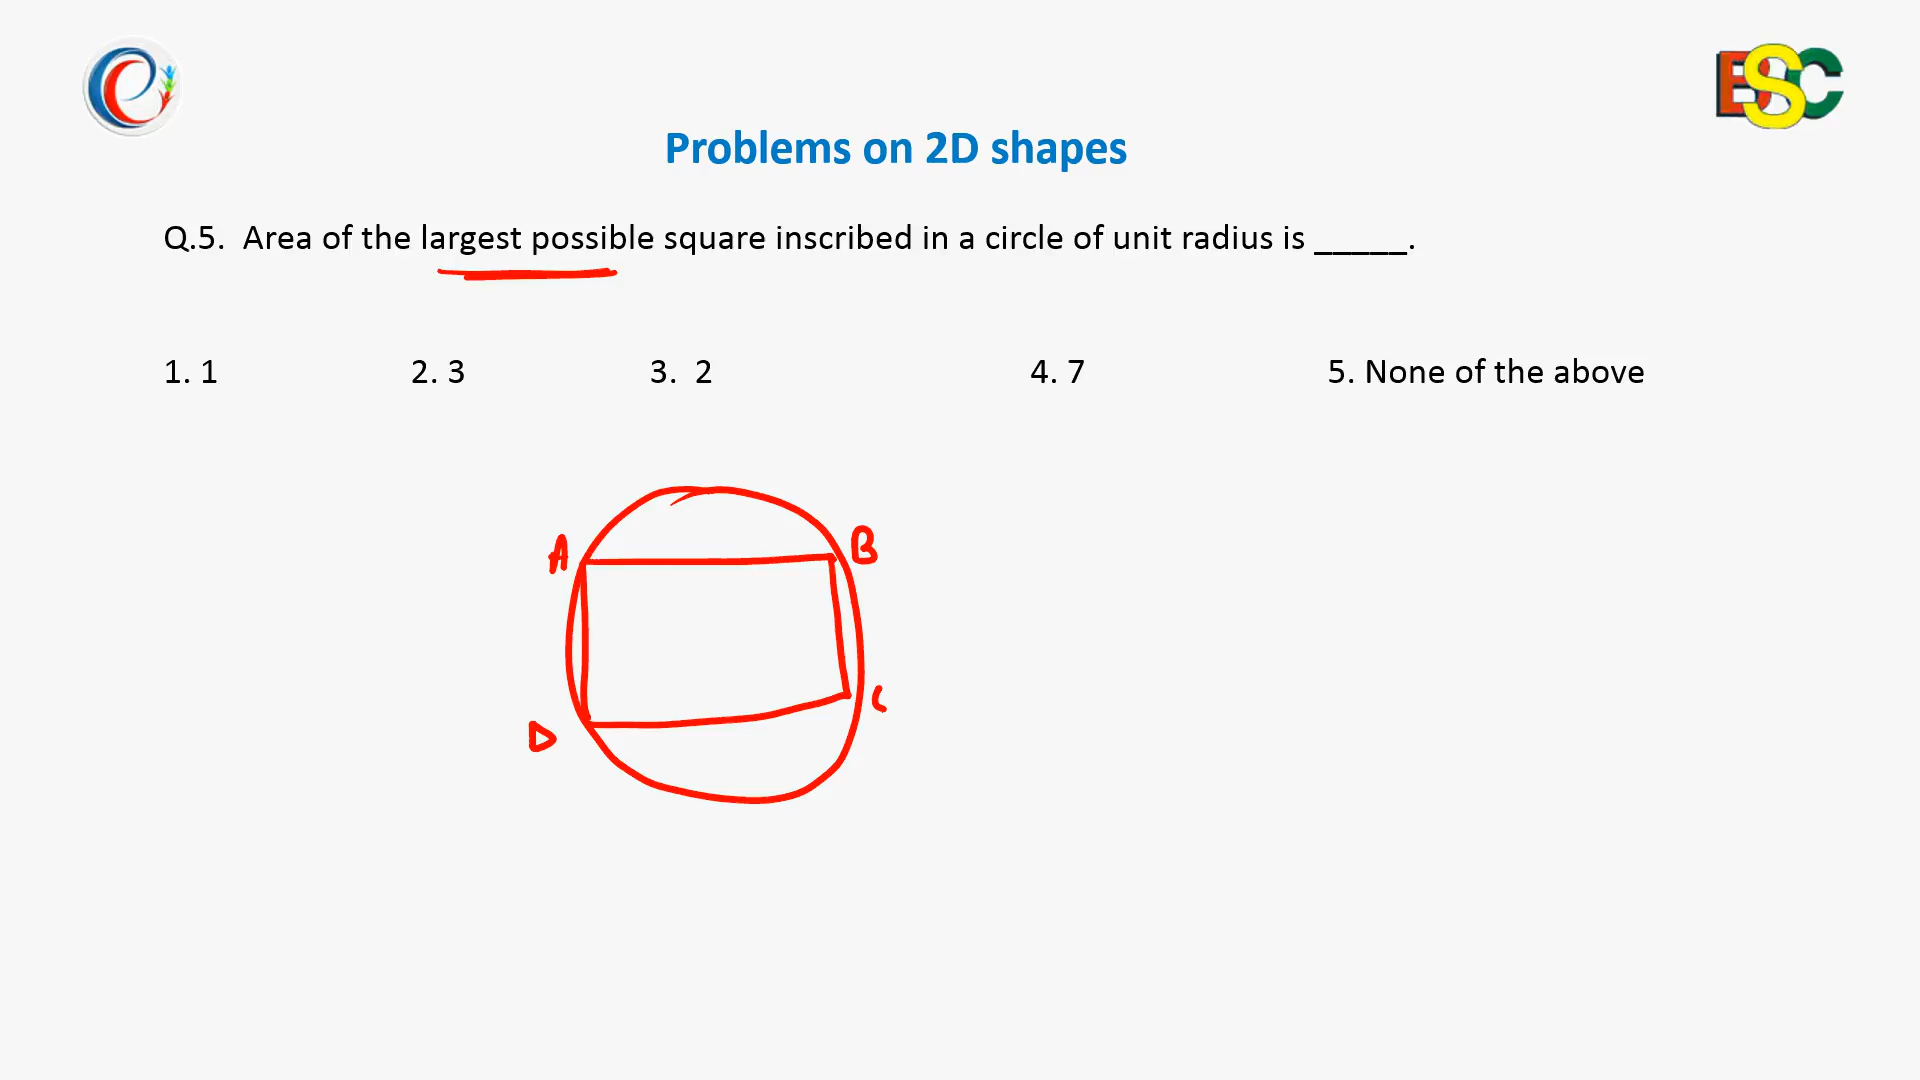 BSC
Problems on 2D shapes
Q.5. Area of the largest possible square inscribed in a circle of unit radius is _____.
1. 1 2. 3 3. 2 4. 7 5. None of the above
A B
D C